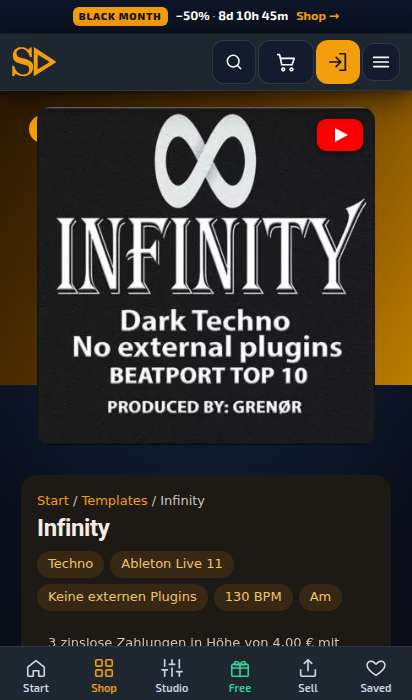 BLACK MONTH −50% · 8d 10h 45m Shop →
S
INFINITY
Dark Techno
No external plugins
BEATPORT TOP 10
PRODUCED BY: GRENØR
Start / Templates / Infinity
Infinity
Techno Ableton Live 11
Keine externen Plugins 130 BPM Am
3 zinslose Zahlungen in Höhe von 4,00 € mit
Start Shop Studio Free Sell Saved